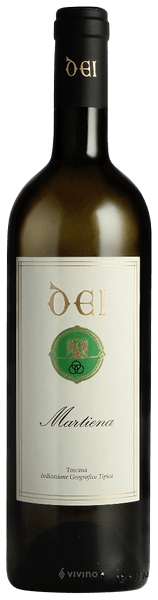 DEI
DEI
Martiena
Toscana
Indicazione Geografica Tipica
VIVINO